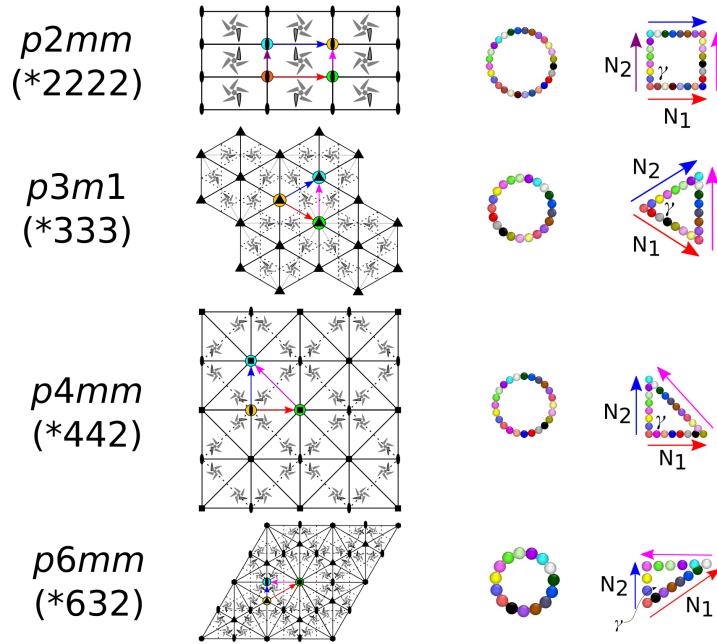 p2mm
(*2222)
N2
γ
N1
p3m1
(*333)
N2
γ
N1
p4mm
(*442)
N2
γ
N1
p6mm
(*632)
N2
γ
N1